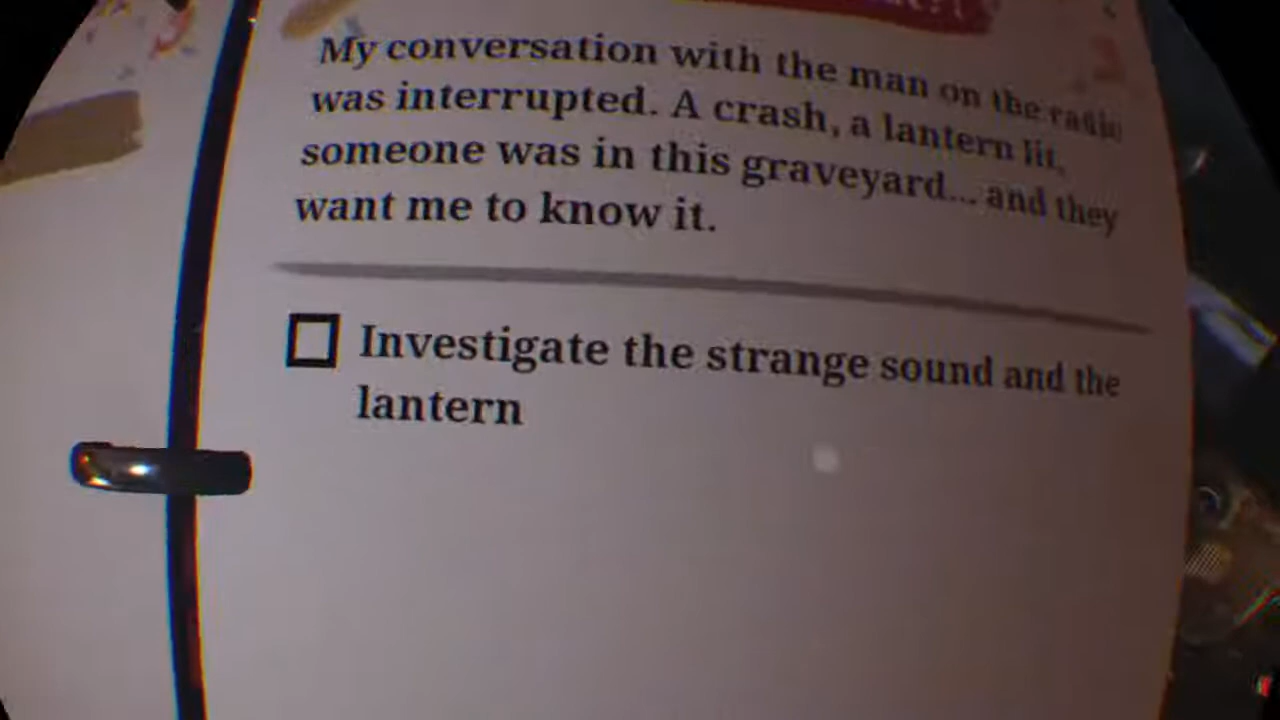 My conversation with the man on the radio
was interrupted. A crash, a lantern lit,
someone was in this graveyard... and they
want me to know it.
Investigate the strange sound and the
lantern